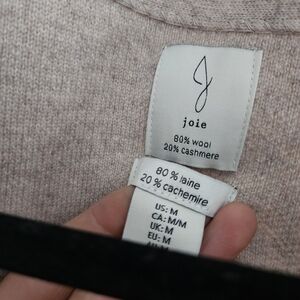 joie
80% wool
20% cashmere
80% laine
20% cachemire
US: M
CA: M/M
UK: M
EU: M